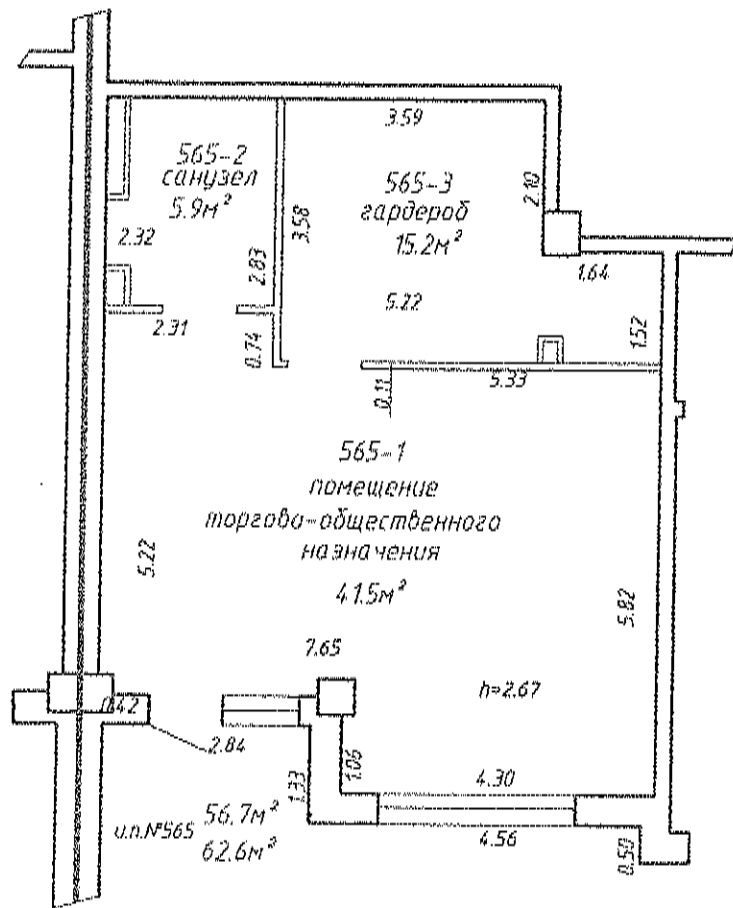 3.59
565-2
санузел
5.9м²
565-3
гардероб
15.2м²
2.10
2.32
3.58
2.83
1.64
5.22
2.31
0.74
1.52
5.33
0.11
565-1
помещение
торгово-общественного
назначения
41.5м²
5.22
5.82
7.65
h=2.67
0.42
2.84
1.06
1.33
4.30
и.п.№565
56.7м²
62.6м²
4.56
0.50